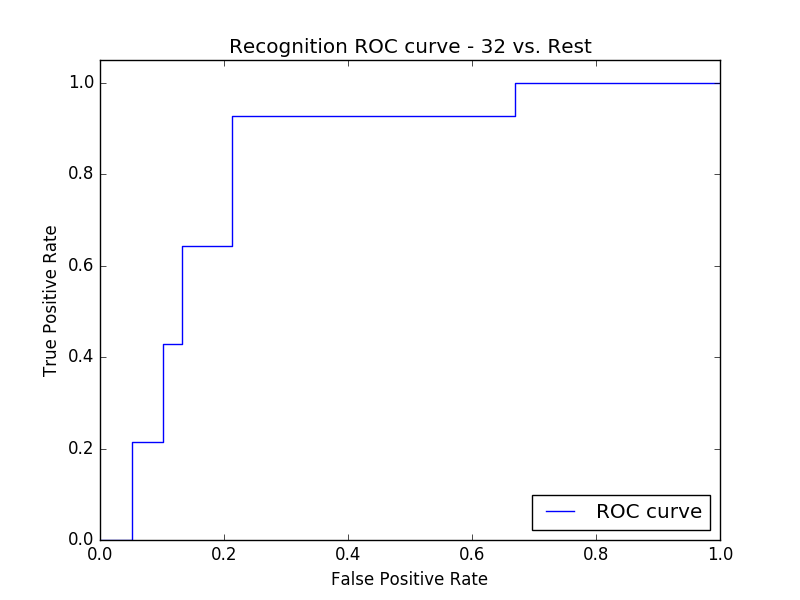 Recognition ROC curve - 32 vs. Rest
1.0
0.8
0.6
0.4
0.2
0.0
True Positive Rate
ROC curve
0.0 0.2 0.4 0.6 0.8 1.0
False Positive Rate